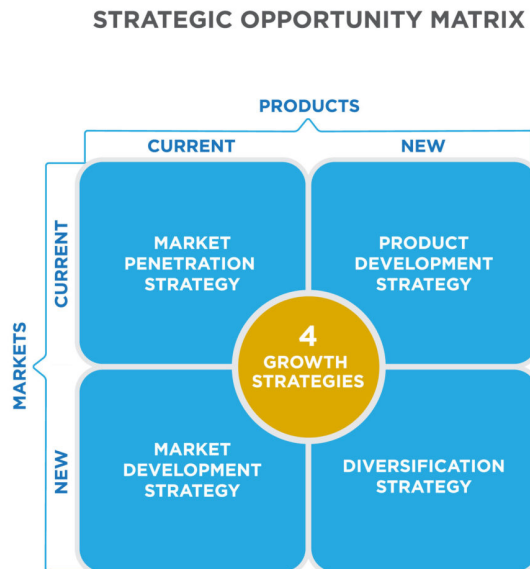 STRATEGIC OPPORTUNITY MATRIX
PRODUCTS
CURRENT
NEW
MARKETS
CURRENT
NEW
MARKET
PENETRATION
STRATEGY
PRODUCT
DEVELOPMENT
STRATEGY
4
GROWTH
STRATEGIES
MARKET
DEVELOPMENT
STRATEGY
DIVERSIFICATION
STRATEGY